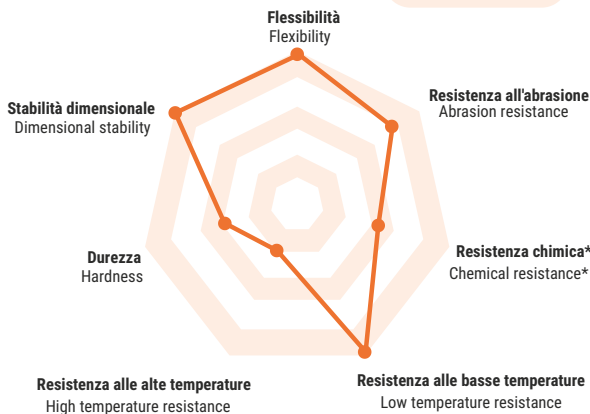 Flessibilità
Flexibility
Resistenza all'abrasione
Abrasion resistance
Stabilità dimensionale
Dimensional stability
Resistenza chimica*
Chemical resistance*
Durezza
Hardness
Resistenza alle basse temperature
Low temperature resistance
Resistenza alle alte temperature
High temperature resistance